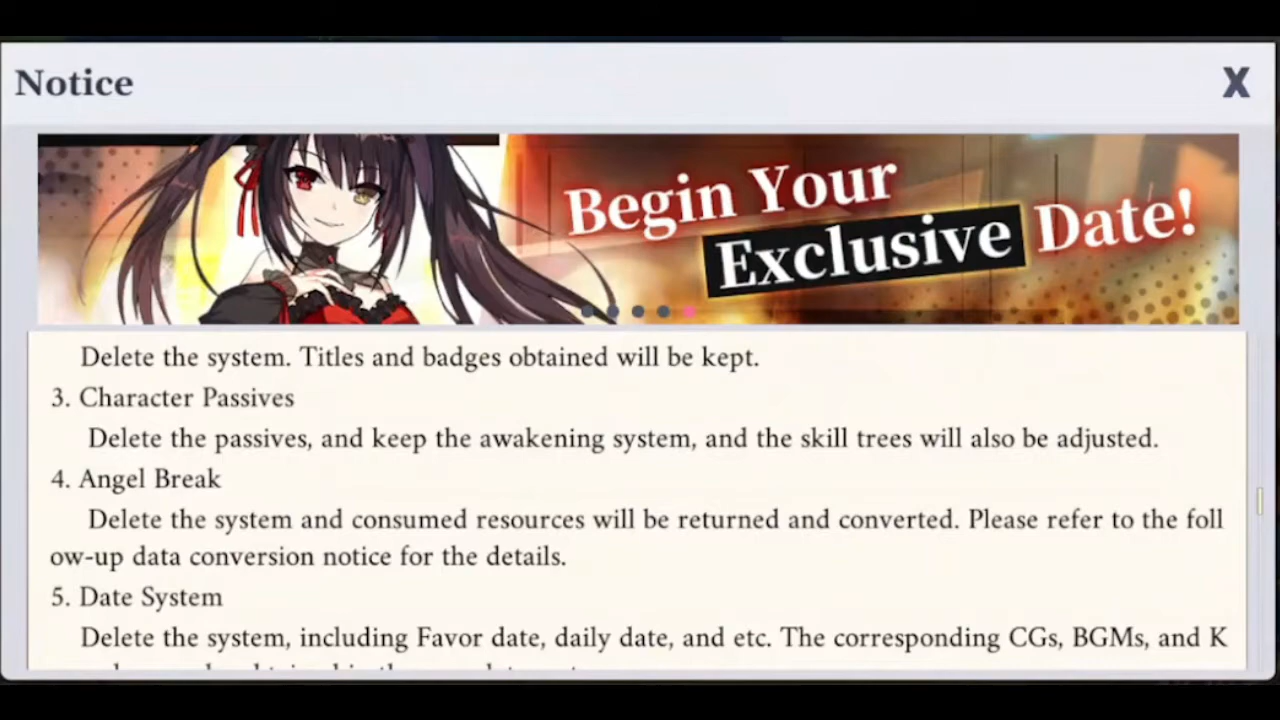 Notice
X
Begin Your
Exclusive Date!
Delete the system. Titles and badges obtained will be kept.
3. Character Passives
Delete the passives, and keep the awakening system, and the skill trees will also be adjusted.
4. Angel Break
Delete the system and consumed resources will be returned and converted. Please refer to the foll
ow-up data conversion notice for the details.
5. Date System
Delete the system, including Favor date, daily date, and etc. The corresponding CGs, BGMs, and K